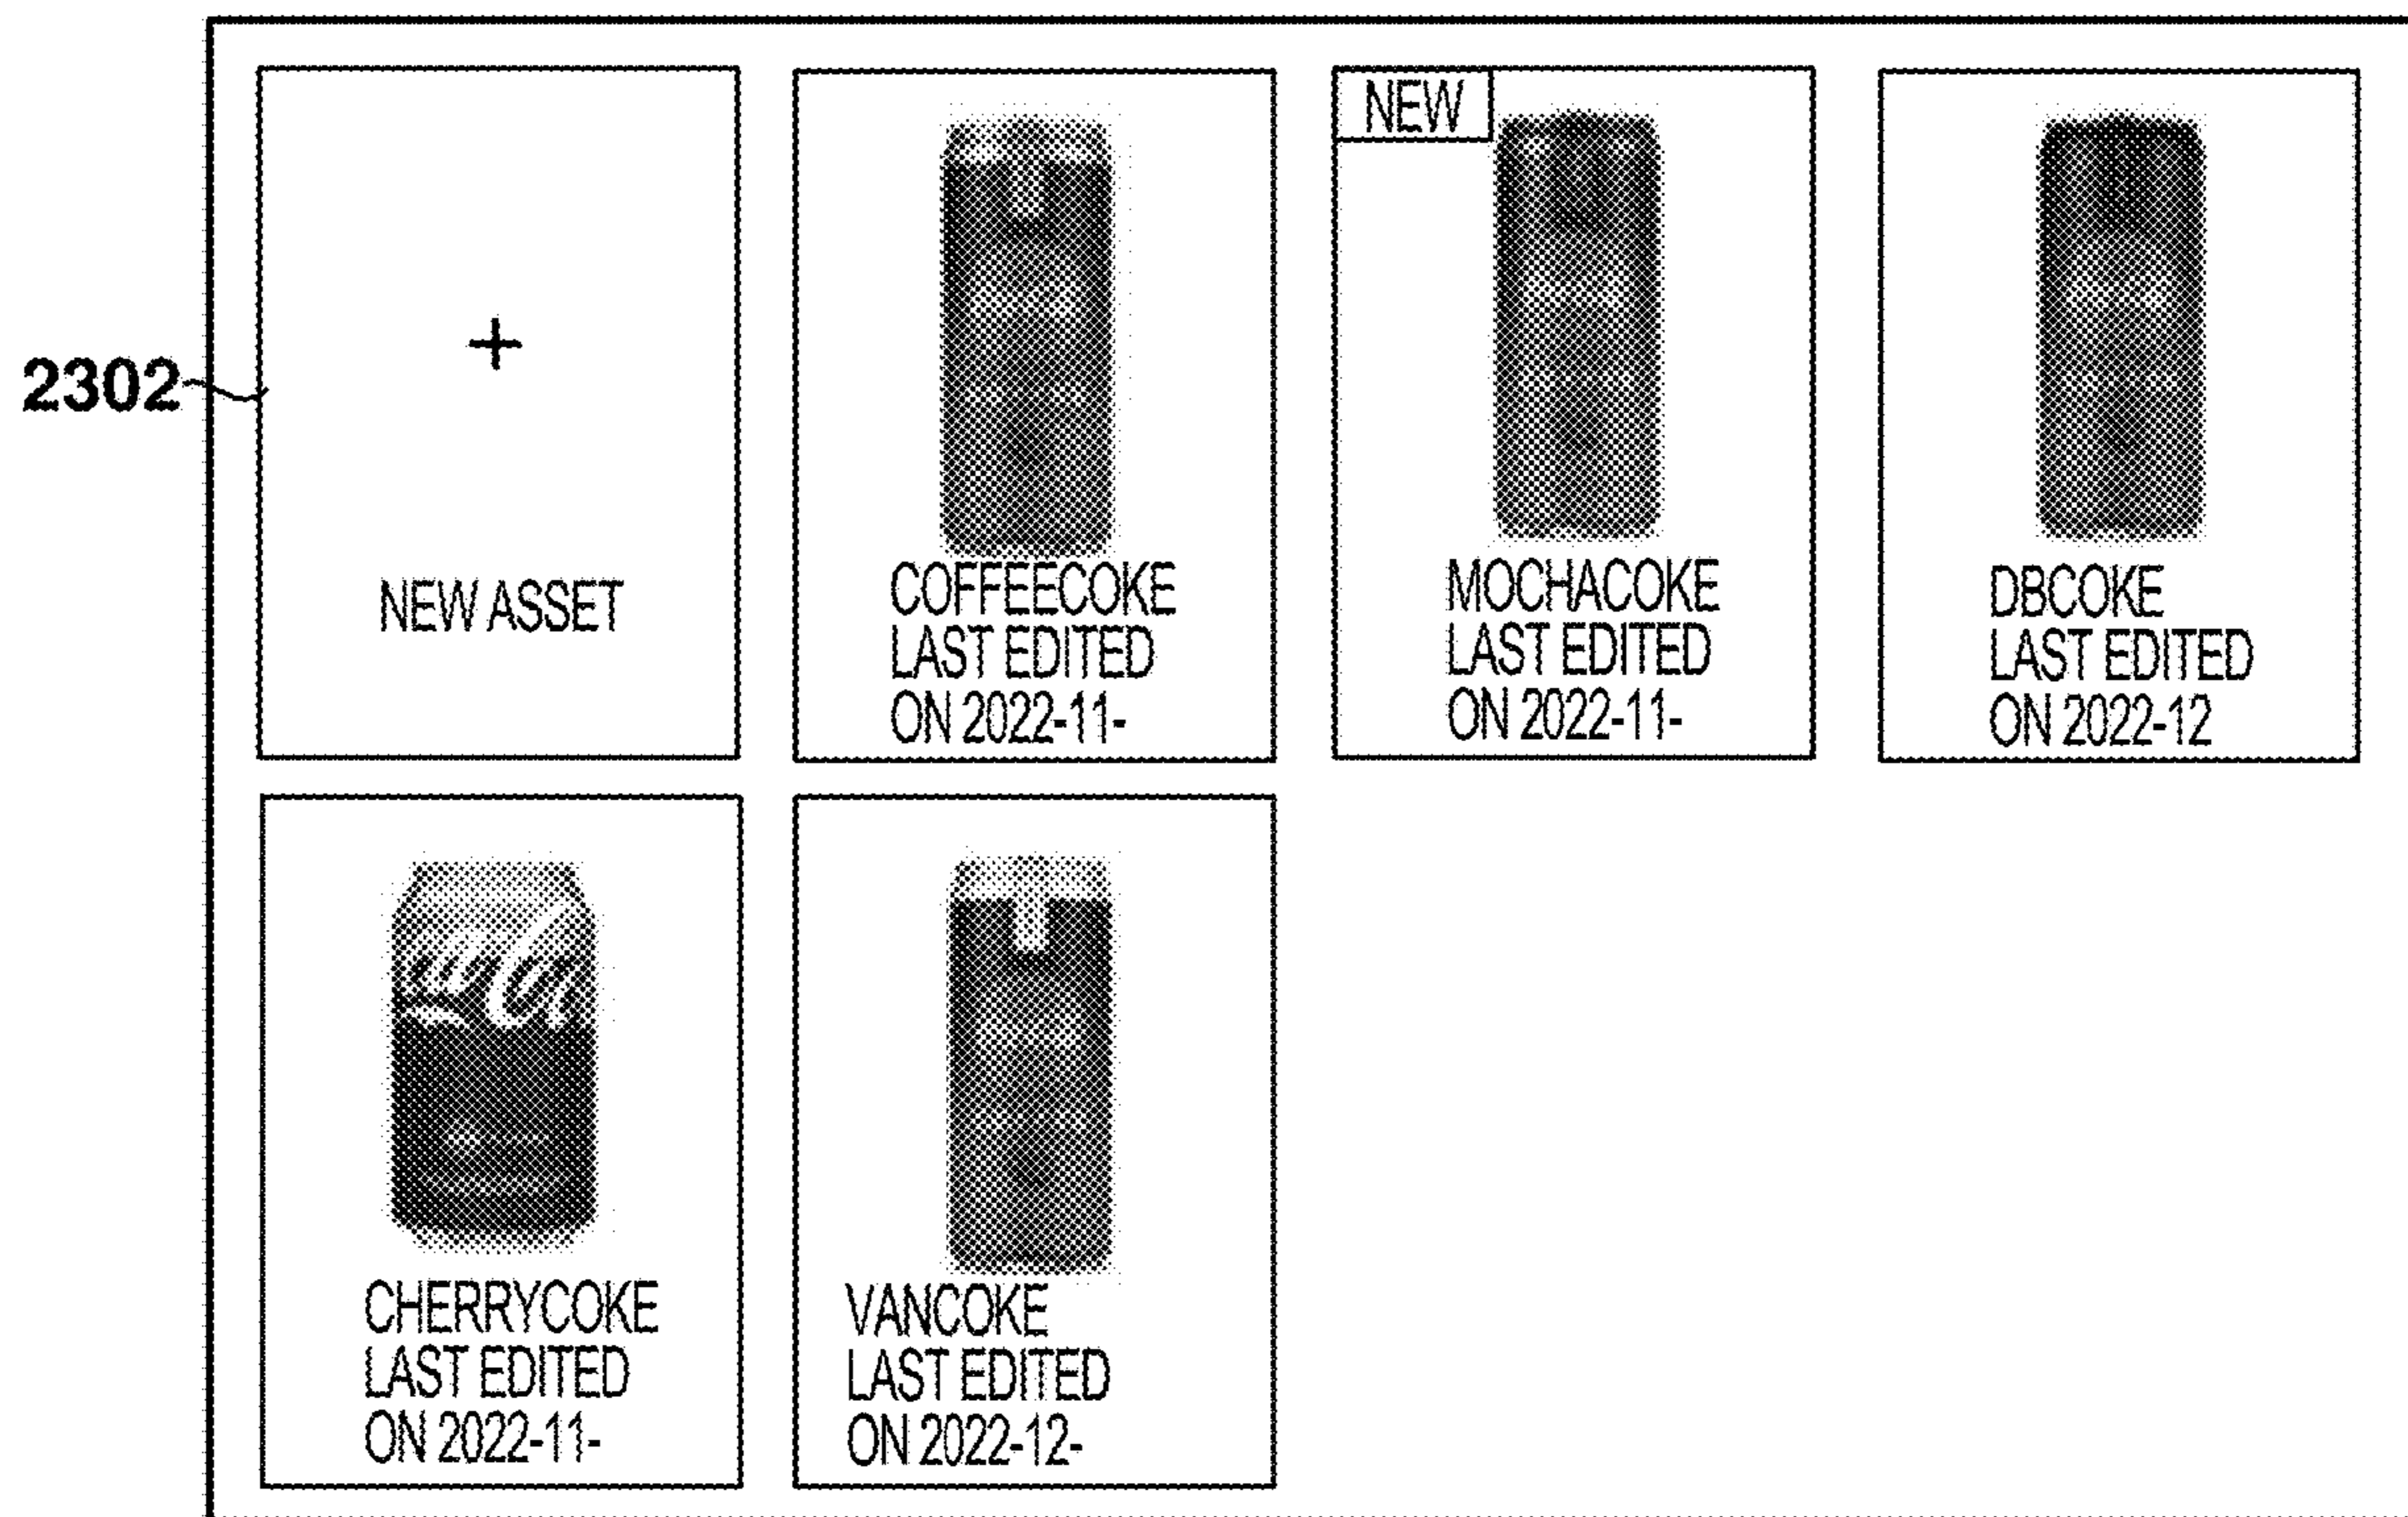 2302
+
NEW ASSET
COFFEECOKE
LAST EDITED
ON 2022-11-
NEW
MOCHACOKE
LAST EDITED
ON 2022-11-
DBCOKE
LAST EDITED
ON 2022-12
CHERRYCOKE
LAST EDITED
ON 2022-11-
VANCOKE
LAST EDITED
ON 2022-12-